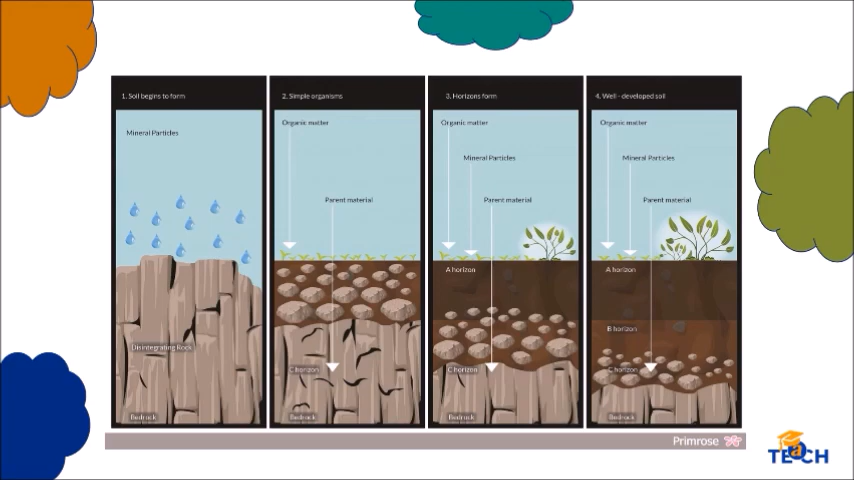 1. Soil begins to form
Mineral Particles
Disintegrating Rock
Bedrock
2. Simple organisms
Organic matter
Parent material
C horizon
Bedrock
3. Horizons form
Organic matter
Mineral Particles
Parent material
A horizon
C horizon
Bedrock
4. Well - developed soil
Organic matter
Mineral Particles
Parent material
A horizon
B horizon
C horizon
Bedrock
Primrose
TEaCH